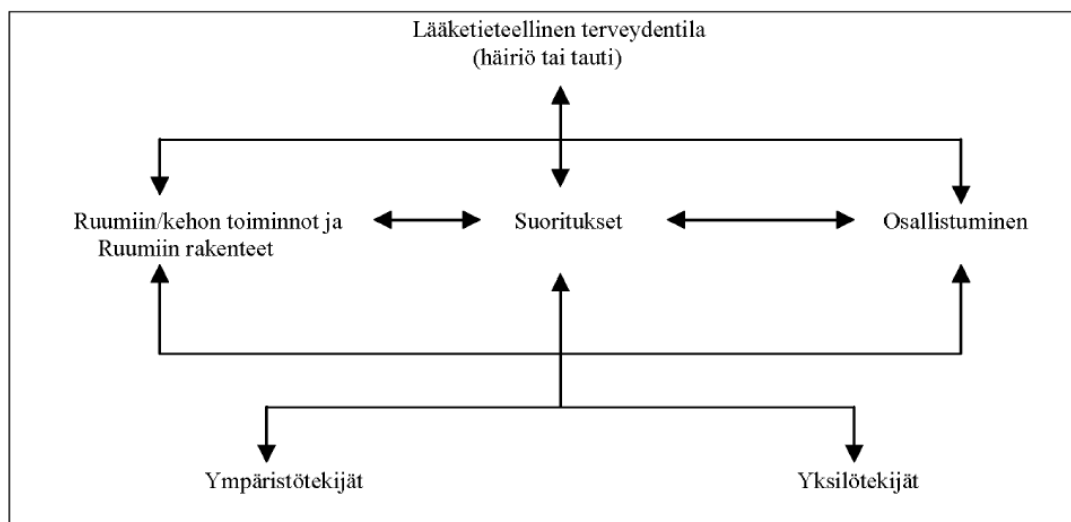 Lääketieteellinen terveydentila
(häiriö tai tauti)
Ruumiin/kehon toiminnot ja
Ruumiin rakenteet
Suoritukset
Osallistuminen
Ympäristötekijät
Yksilötekijät